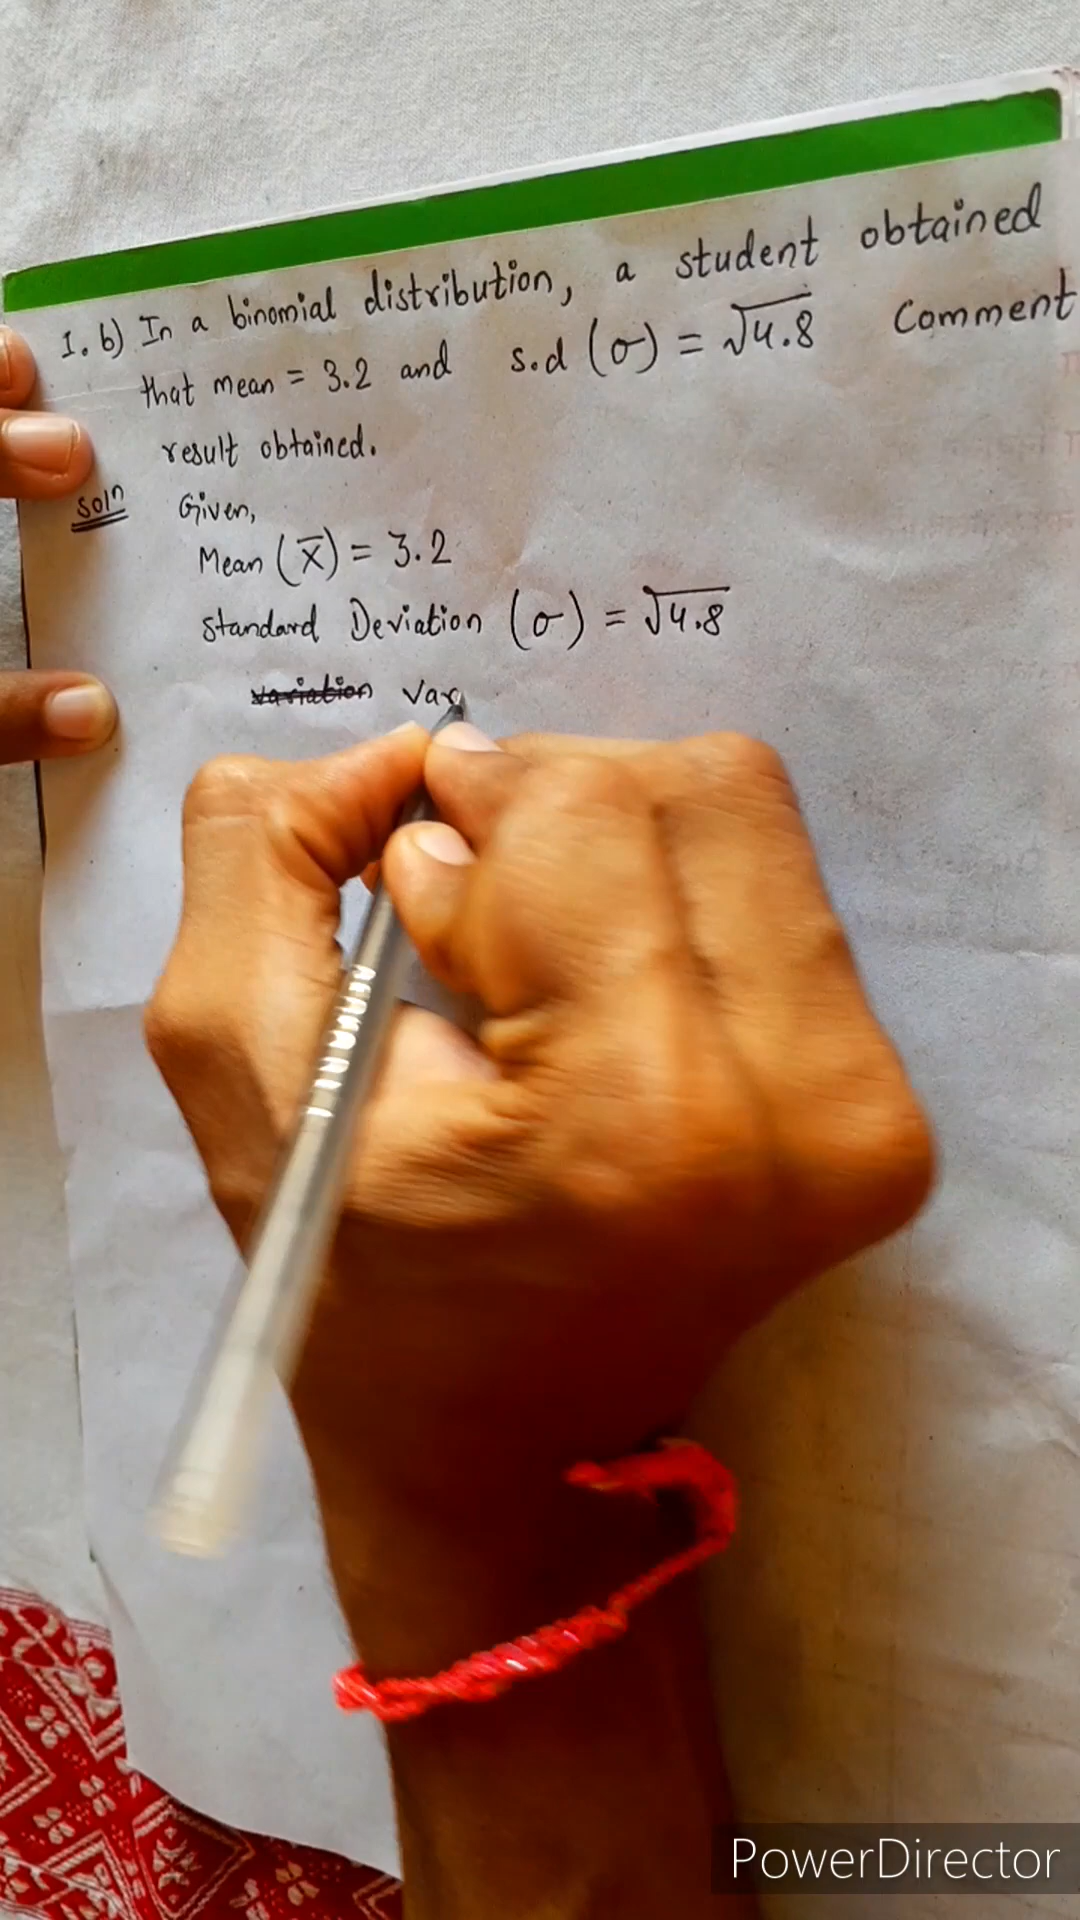 1. b) In a binomial distribution, a student obtained
that mean = 3.2 and s.d (σ) = √4.8 Comment
result obtained.
soln Given,
Mean (x̅) = 3.2
Standard Deviation (σ) = √4.8
variation Var
PowerDirector